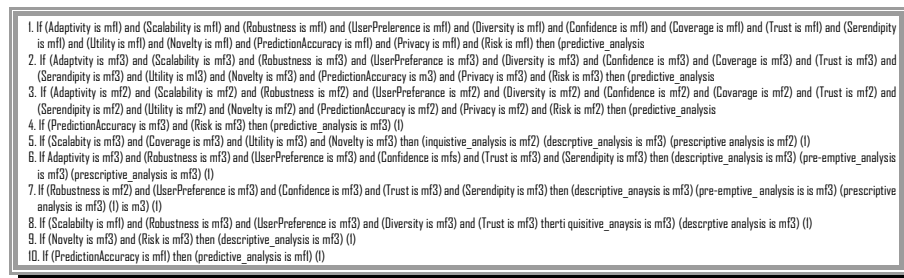 1. If (Adaptivity is mf1) and (Scalability is mf1) and (Robustness is mf1) and (UserPrelerence is mf1) and (Diversity is mf1) and (Confidence is mf1) and (Coverage is mf1) and (Trust is mf1) and (Serendipity
is mf1) and (Utility is mf1) and (Novelty is mf1) and (PredictionAccuracy is mf1) and (Privacy is mf1) and (Risk is mf1) then (predictive_analysis
2. If (Adaptvity is mf3) and (Scalability is mf3) and (Robustness is mf3) and (UserPreferance is mf3) and (Diversity is mf3) and (Confidence is mf3) and (Coverage is mf3) and (Trust is mf3) and
(Serandipity is mf3) and (Utility is ml3) and (Novelty is mf3) and (PredictionAccuracy is m3) and (Privacy is mf3) and (Risk is mf3) then (predictive_analysis
3. If (Adaptivity is mf2) and (Scalability is mf2) and (Robustness is mf2) and (UserPreferance is mf2) and (Diversity is mf2) and (Confidence is mf2) and (Covarage is mf2) and (Trust is mf2) and
(Serendipity is mf2) and (Utility is mf2) and (Novelty is mf2) and (PredictionAccuracy is mf2) and (Privacy is mf2) and (Risk is mf2) then (predictive_analysis
4. If (PredictionAccuracy is mf3) and (Risk is mf3) then (predictive_analysis is mf3) (1)
5. If (Scalabity is mf3) and (Coverage is mf3) and (Utility is mf3) and (Novelty is mf3) than (inquistive_analysis is mf2) (descrptive_analysis is mf3) (prescriptive analysis is mf2) (1)
6. If Adaptivity is mf3) and (Robustness is mf3) and (UserPreference is mf3) and (Confidence is mfs) and (Trust is mf3) and (Serendipity is mf3) then (descriptive_analysis is mf3) (pre-emptive_analysis
is mf3) (prescriptive_analysis is mf3) (1)
7. If (Robustness is mf2) and (UserPreference is mf3) and (Confidence is mf3) and (Trust is mf3) and (Serendipity is mf3) then (descriptive_anaysis is mf3) (pre-emptive_ analysis is is mf3) (prescriptive
analysis is mf3) (1) is m3) (1)
8. If (Scalabilty is mf1) and (Robustness is mf3) and (UserPreference is mf3) and (Diversity is mf3) and (Trust is mf3) therti quisitive_anaysis is mf3) (descrptive analysis is mf3) (1)
9. If (Novelty is mf3) and (Risk is mf3) then (descriptive_analysis is mf3) (1)
10. If (PredictionAccuracy is mf1) then (predictive_analysis is mf1) (1)